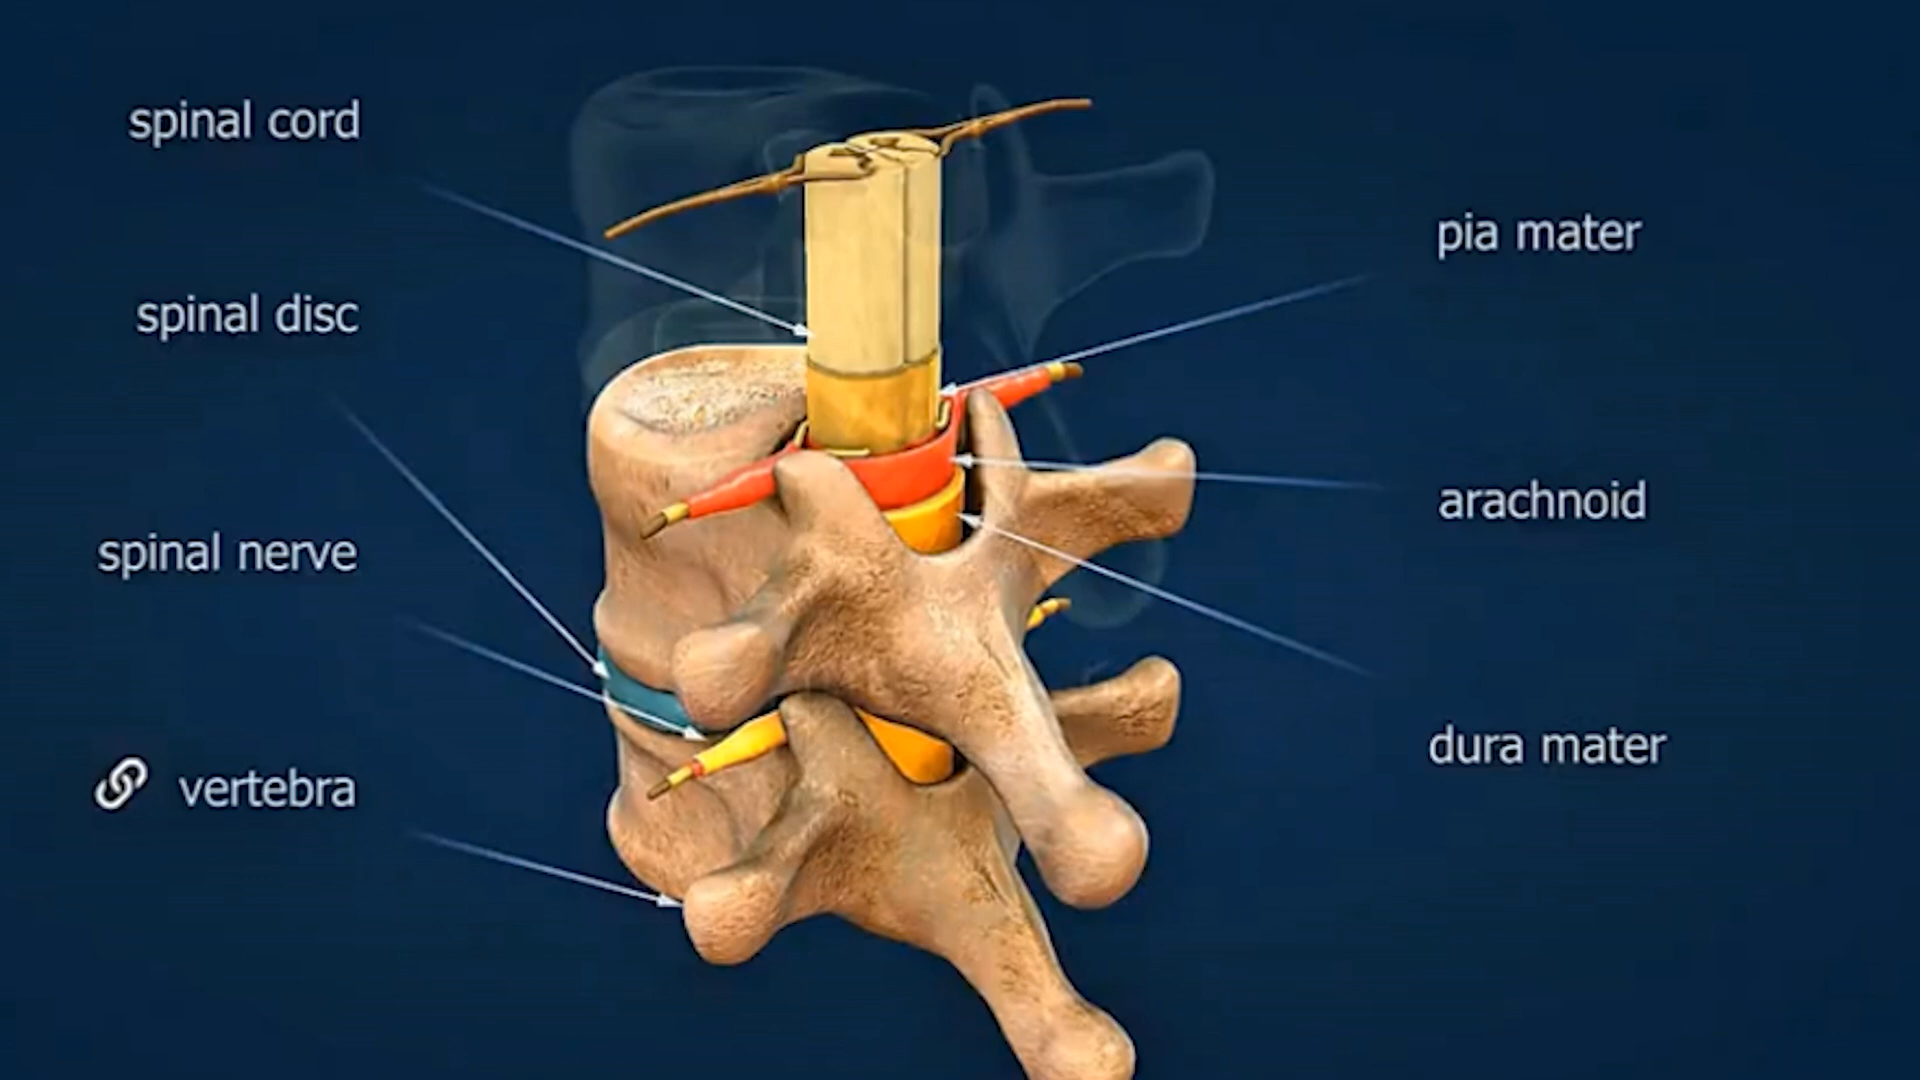 spinal cord
spinal disc
spinal nerve
vertebra
pia mater
arachnoid
dura mater